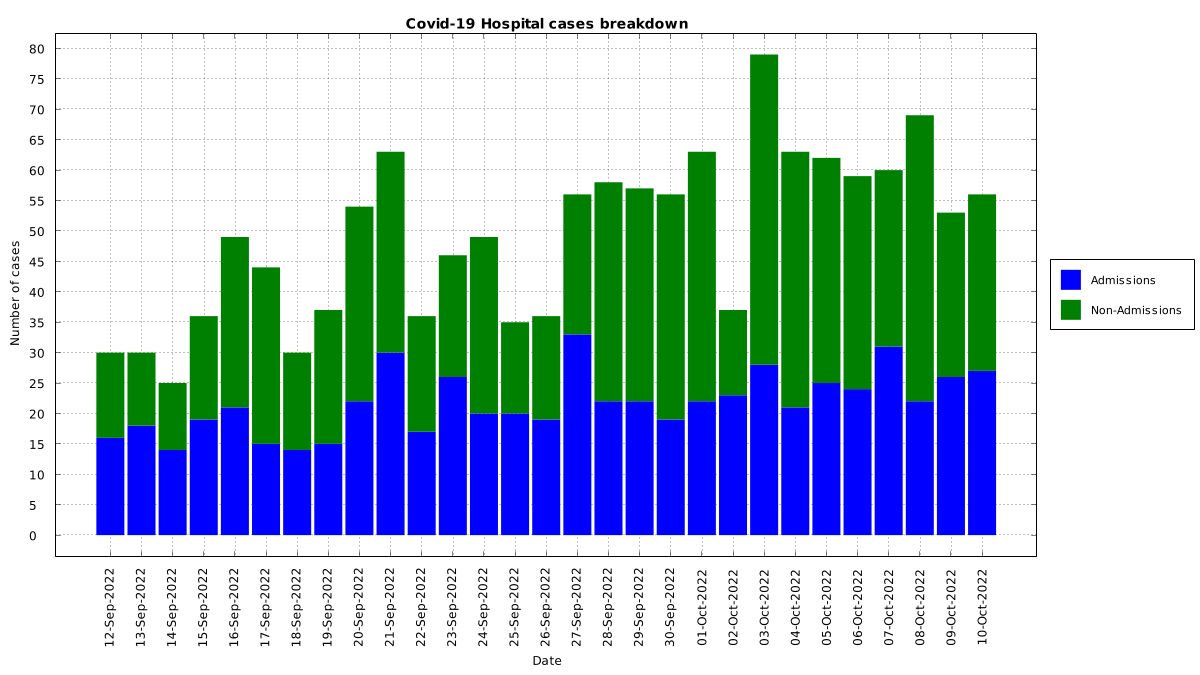 Covid-19 Hospital cases breakdown
Number of cases
80
75
70
65
60
55
50
45
40
35
30
25
20
15
10
5
0
12-Sep-2022
13-Sep-2022
14-Sep-2022
15-Sep-2022
16-Sep-2022
17-Sep-2022
18-Sep-2022
19-Sep-2022
20-Sep-2022
21-Sep-2022
22-Sep-2022
23-Sep-2022
24-Sep-2022
25-Sep-2022
26-Sep-2022
27-Sep-2022
28-Sep-2022
29-Sep-2022
30-Sep-2022
01-Oct-2022
02-Oct-2022
03-Oct-2022
04-Oct-2022
05-Oct-2022
06-Oct-2022
07-Oct-2022
08-Oct-2022
09-Oct-2022
10-Oct-2022
Date
Admissions
Non-Admissions